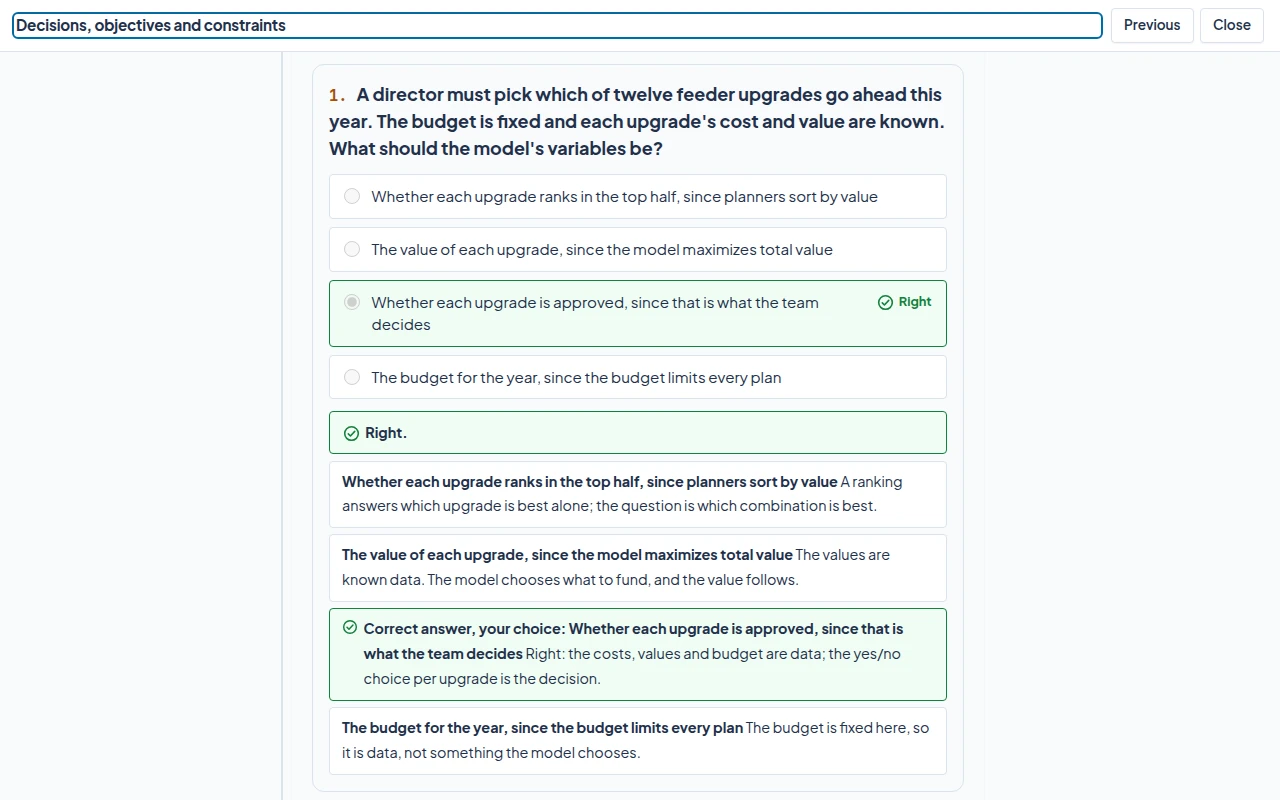 Decisions, objectives and constraints
Previous
Close
1. A director must pick which of twelve feeder upgrades go ahead this
year. The budget is fixed and each upgrade's cost and value are known.
What should the model's variables be?
Whether each upgrade ranks in the top half, since planners sort by value
The value of each upgrade, since the model maximizes total value
Whether each upgrade is approved, since that is what the team
decides
Right
The budget for the year, since the budget limits every plan
Right.
Whether each upgrade ranks in the top half, since planners sort by value A ranking
answers which upgrade is best alone; the question is which combination is best.
The value of each upgrade, since the model maximizes total value The values are
known data. The model chooses what to fund, and the value follows.
Correct answer, your choice: Whether each upgrade is approved, since that is
what the team decides Right: the costs, values and budget are data; the yes/no
choice per upgrade is the decision.
The budget for the year, since the budget limits every plan The budget is fixed here, so
it is data, not something the model chooses.